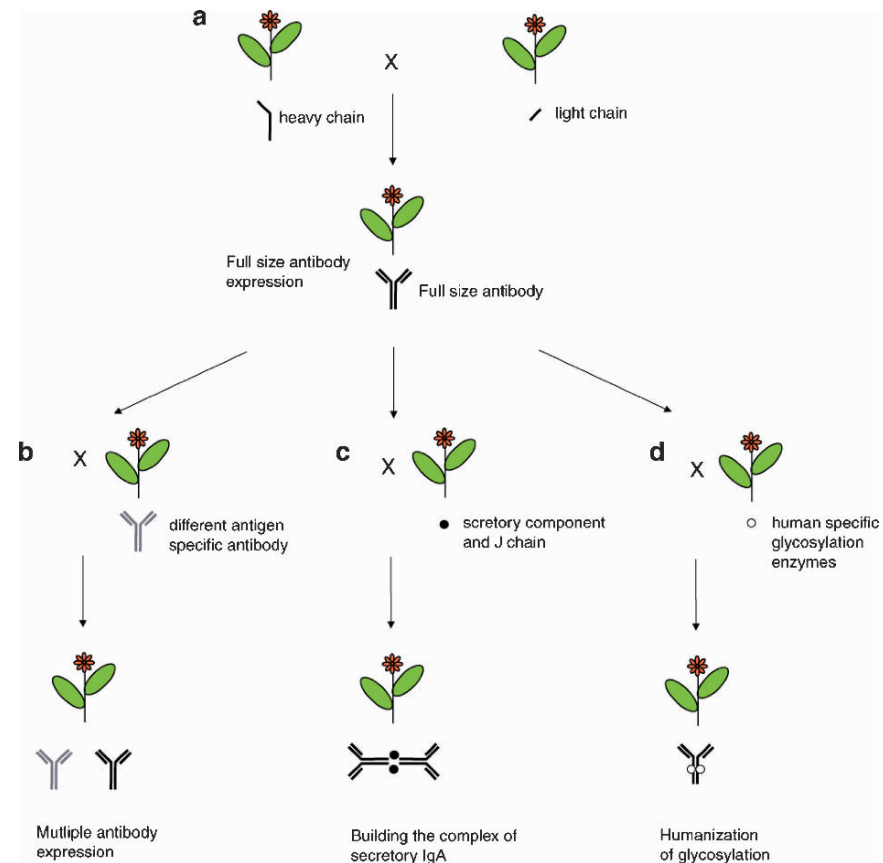 a
X
heavy chain
light chain
Full size antibody
expression
Full size antibody
b
X
different antigen
specific antibody
c
X
scretory component
and J chain
d
X
human specific
glycosylation
enzymes
Mutliple antibody
expression
Building the complex of
secretory IgA
Humanization
of glycosylation